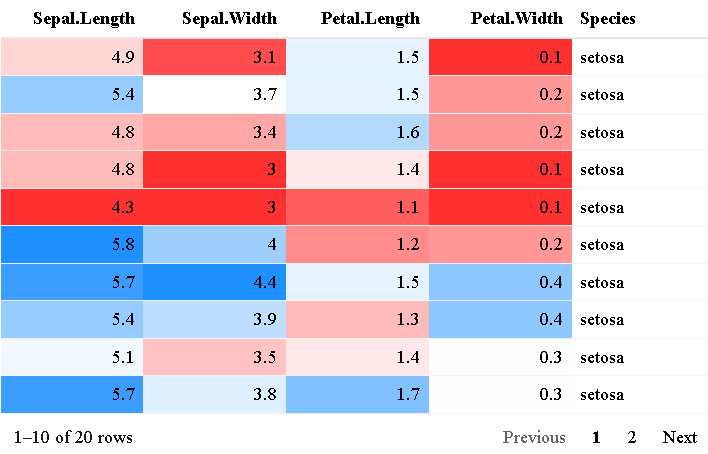 Sepal.Length Sepal.Width Petal.Length Petal.Width Species
4.9 3.1 1.5 0.1 setosa
5.4 3.7 1.5 0.2 setosa
4.8 3.4 1.6 0.2 setosa
4.8 3 1.4 0.1 setosa
4.3 3 1.1 0.1 setosa
5.8 4 1.2 0.2 setosa
5.7 4.4 1.5 0.4 setosa
5.4 3.9 1.3 0.4 setosa
5.1 3.5 1.4 0.3 setosa
5.7 3.8 1.7 0.3 setosa
1–10 of 20 rows Previous 1 2 Next